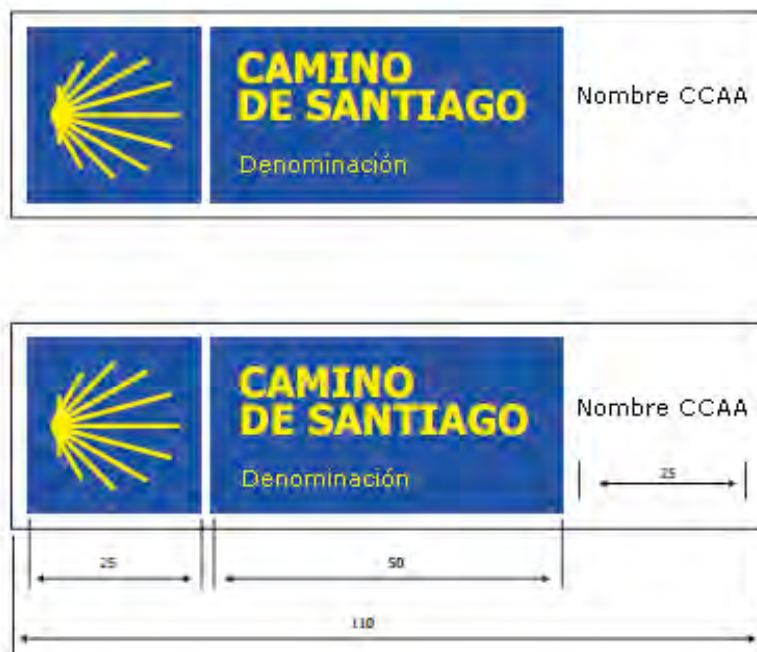 CAMINO
DE SANTIAGO
Denominación
Nombre CCAA
CAMINO
DE SANTIAGO
Denominación
Nombre CCAA
25
25
50
110